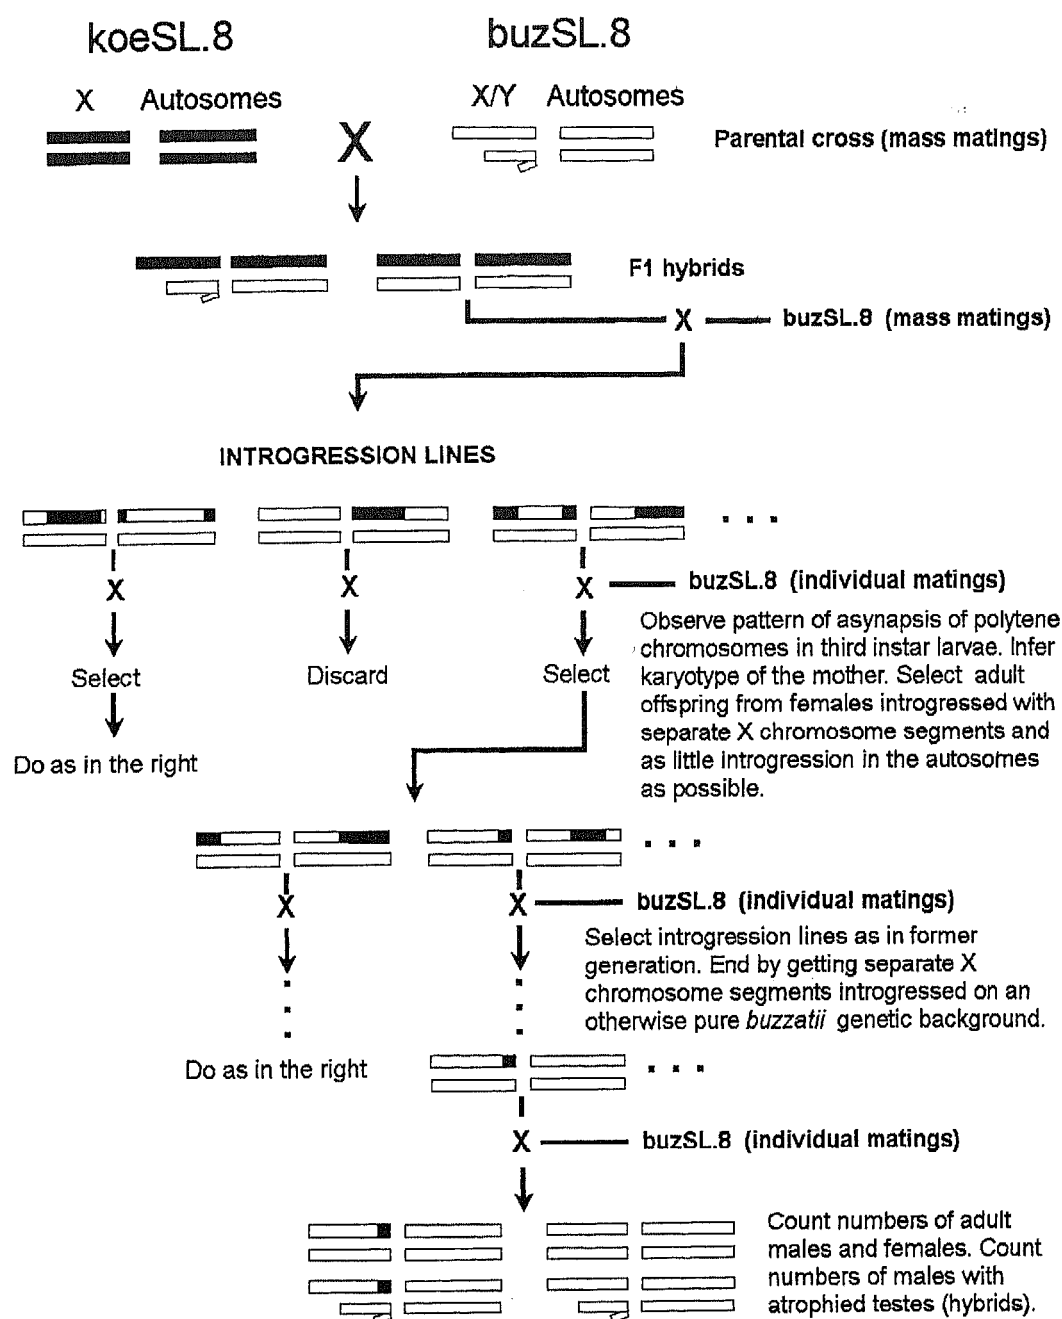 koeSL.8
buzSL.8
X
Autosomes
X/Y
Autosomes
X
Parental cross (mass matings)
F1 hybrids
X
buzSL.8 (mass matings)
INTROGRESSION LINES
. . .
X
X
X
buzSL.8 (individual matings)
Select
Discard
Select
Observe pattern of asynapsis of polytene
chromosomes in third instar larvae. Infer
karyotype of the mother. Select adult
offspring from females introgressed with
separate X chromosome segments and
as little introgression in the autosomes
as possible.
Do as in the right
. . .
X
X
buzSL.8 (individual matings)
Select introgression lines as in former
generation. End by getting separate X
chromosome segments introgressed on an
otherwise pure buzzatii genetic background.
Do as in the right
. . .
X
buzSL.8 (individual matings)
Count numbers of adult
males and females. Count
numbers of males with
atrophied testes (hybrids).